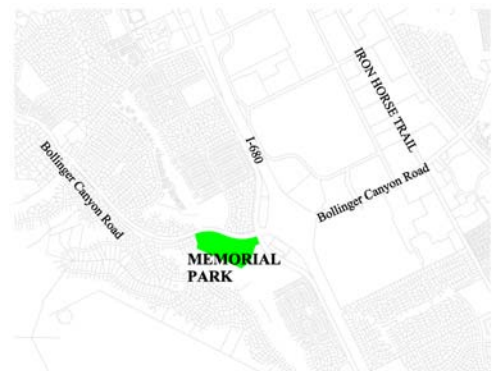 IRON HORSE TRAIL
I-680
Bollinger Canyon Road
Bollinger Canyon Road
MEMORIAL
PARK